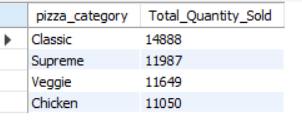 pizza_category Total_Quantity_Sold
Classic 14888
Supreme 11987
Veggie 11649
Chicken 11050